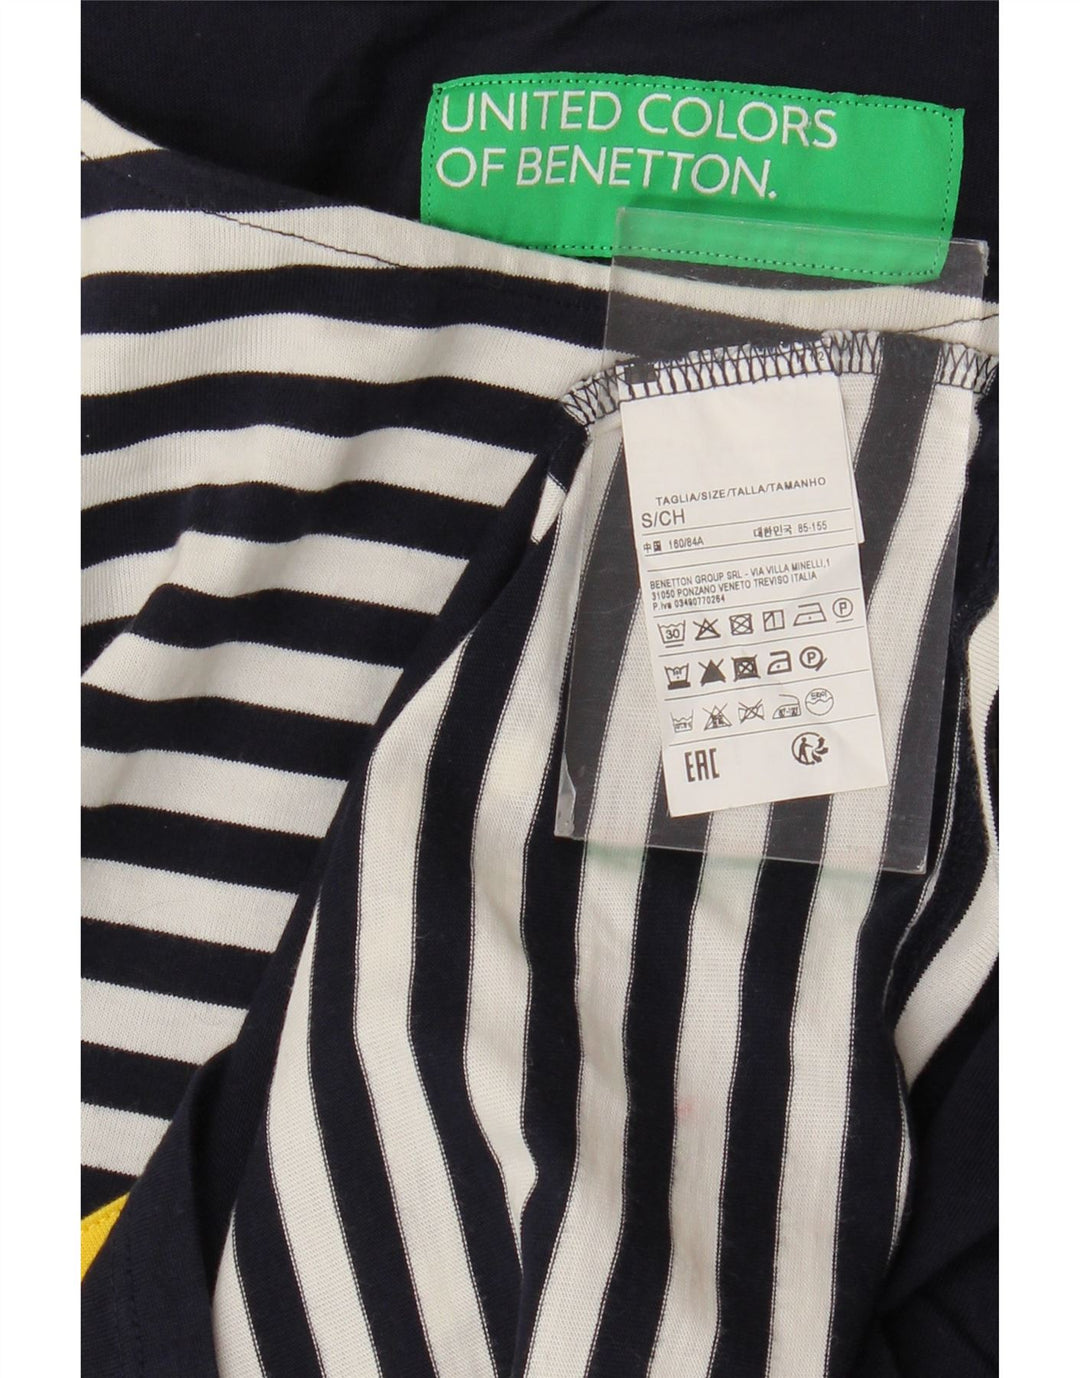 UNITED COLORS
OF BENETTON.
TAGLIA/SIZE/TALLA/TAMANHO
S/CH
中国 160/84A 대한민국 85-155
BENETTON GROUP SRL - VIA VILLA MINELLI,1
31050 PONZANO VENETO TREVISO ITALIA
P.iva 03490770264
30 P
P
EAC